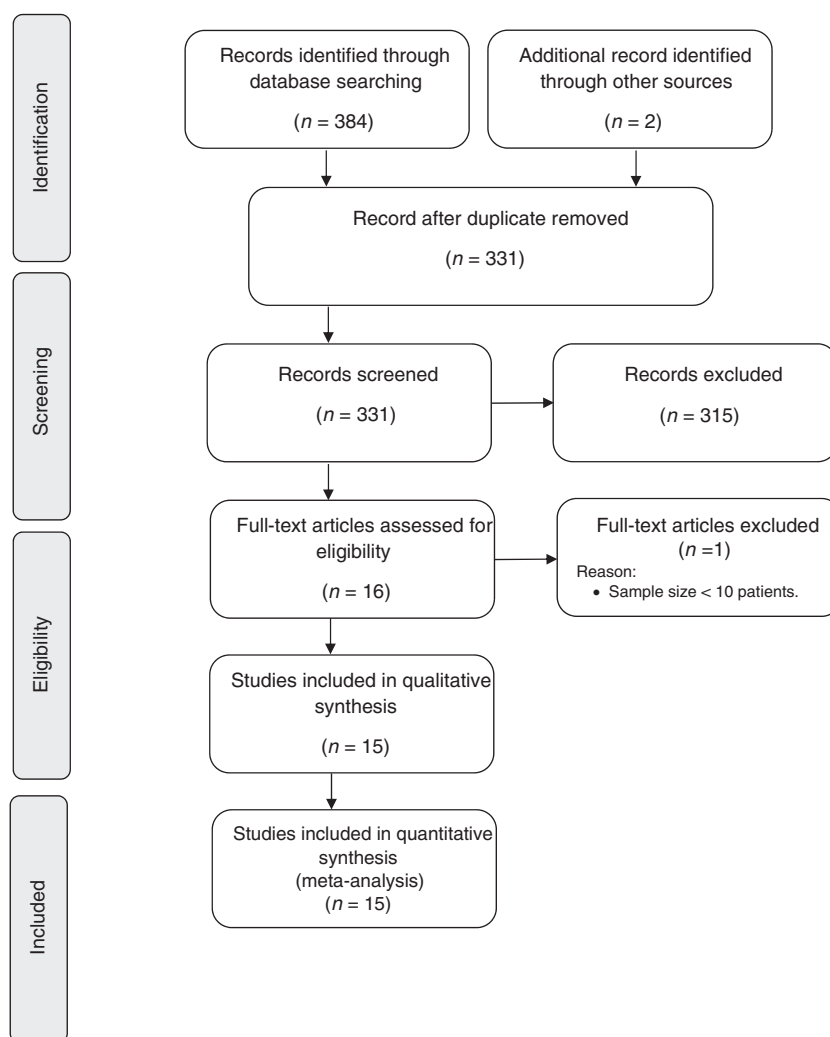 Identification
Records identified through
database searching
(n = 384)
Additional record identified
through other sources
(n = 2)
Record after duplicate removed
(n = 331)
Screening
Records screened
(n = 331)
Records excluded
(n = 315)
Eligibility
Full-text articles assessed for
eligibility
(n = 16)
Full-text articles excluded
(n =1)
Reason:
• Sample size < 10 patients.
Studies included in qualitative
synthesis
(n = 15)
Included
Studies included in quantitative
synthesis
(meta-analysis)
(n = 15)